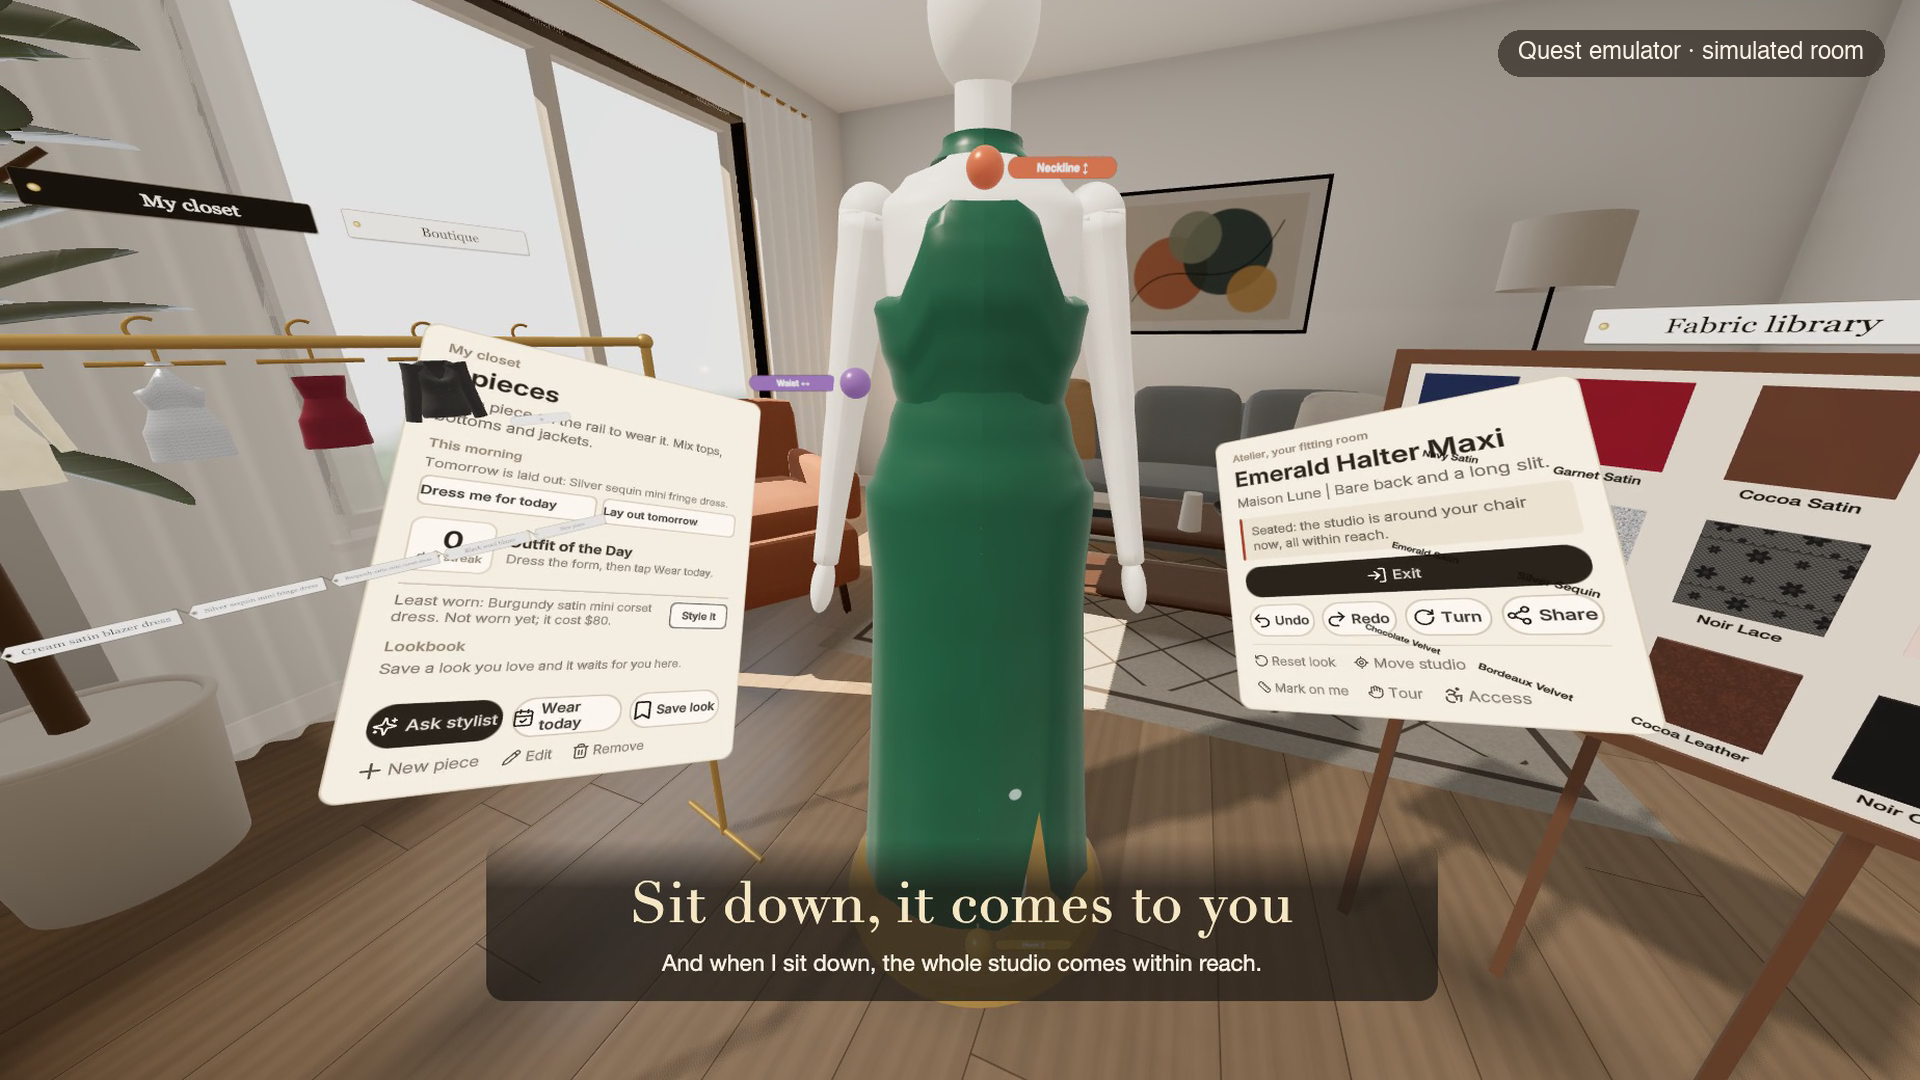 Quest emulator · simulated room
Neckline ↕
My closet
Boutique
Fabric library
Waist ↔
My closet
pieces
piece
the rail to wear it. Mix tops,
bottoms and jackets.
This morning
Tomorrow is laid out: Silver sequin mini fringe dress.
Dress me for today
Lay out tomorrow
0
Outfit of the Day
Dress the form, then tap Wear today.
Least worn: Burgundy satin mini corset
dress. Not worn yet; it cost $80.
Style it
Lookbook
Save a look you love and it waits for you here.
Ask stylist
Wear
today
Save look
New piece
Edit
Remove
Cream satin blazer dress
Silver sequin mini fringe dress
Atelier, your fitting room
Emerald Halter Maxi
Maison Lune | Bare back and a long slit.
Seated: the studio is around your chair
now, all within reach.
Exit
Undo
Redo
Turn
Share
Reset look
Move studio
Mark on me
Tour
Access
Navy Satin
Garnet Satin
Cocoa Satin
Silver Sequin
Noir Lace
Chocolate Velvet
Bordeaux Velvet
Cocoa Leather
Noir
Sit down, it comes to you
And when I sit down, the whole studio comes within reach.